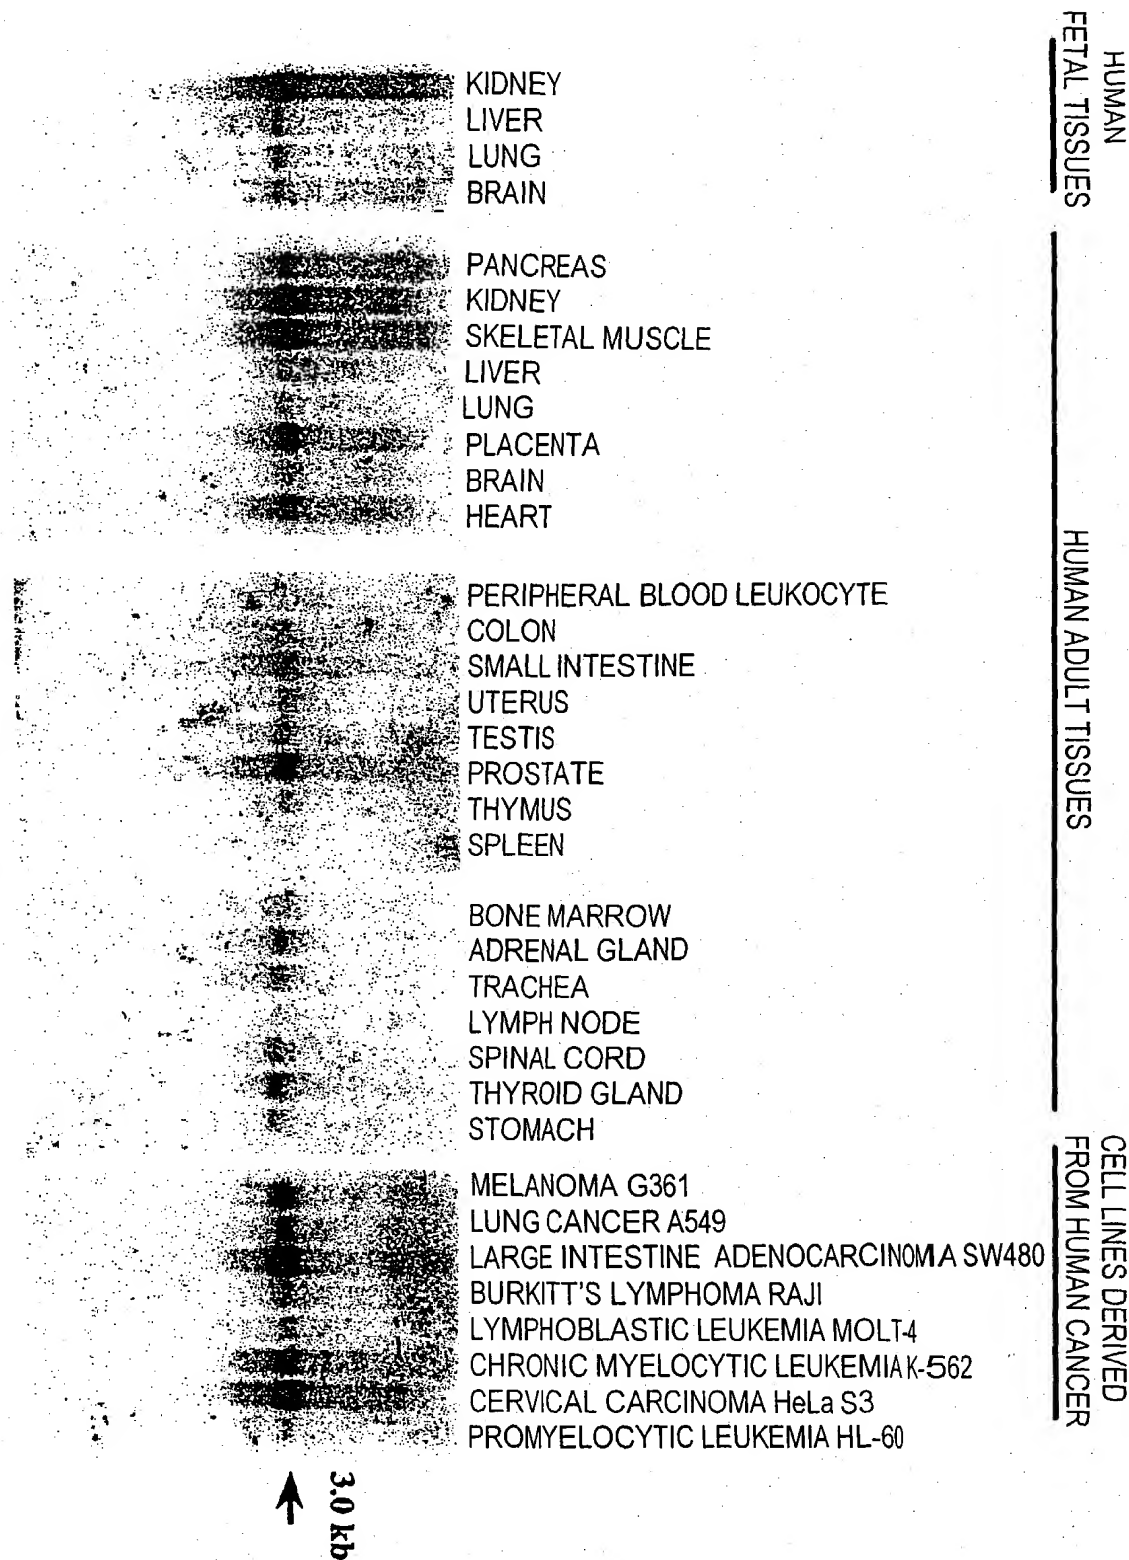 HUMAN
FETAL TISSUES
KIDNEY
LIVER
LUNG
BRAIN
HUMAN ADULT TISSUES
PANCREAS
KIDNEY
SKELETAL MUSCLE
LIVER
LUNG
PLACENTA
BRAIN
HEART
PERIPHERAL BLOOD LEUKOCYTE
COLON
SMALL INTESTINE
UTERUS
TESTIS
PROSTATE
THYMUS
SPLEEN
BONE MARROW
ADRENAL GLAND
TRACHEA
LYMPH NODE
SPINAL CORD
THYROID GLAND
STOMACH
CELL LINES DERIVED
FROM HUMAN CANCER
MELANOMA G361
LUNG CANCER A549
LARGE INTESTINE ADENOCARCINOMA SW480
BURKITT'S LYMPHOMA RAJI
LYMPHOBLASTIC LEUKEMIA MOLT-4
CHRONIC MYELOCYTIC LEUKEMIA K-562
CERVICAL CARCINOMA HeLa S3
PROMYELOCYTIC LEUKEMIA HL-60
3.0 kb